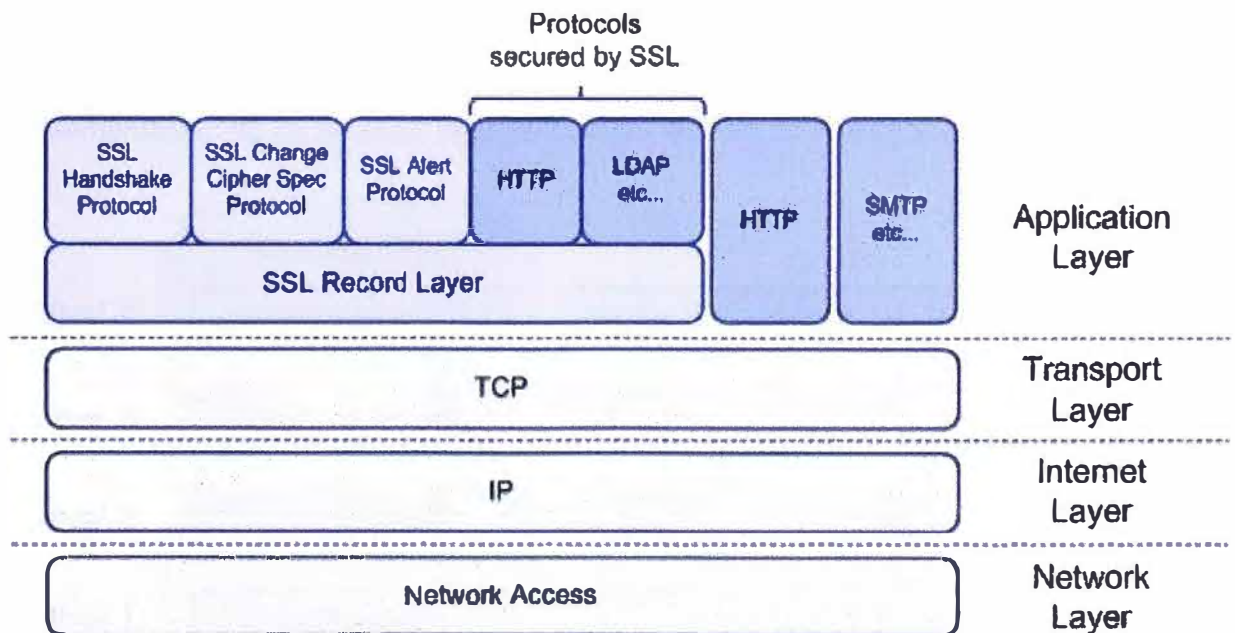 Protocols
secured by SSL
SSL
Handshake
Protocol
SSL Change
Cipher Spec
Protocol
SSL Alert
Protocol
HTTP
LDAP
etc...
HTTP
SMTP
etc...
Application
Layer
SSL Record Layer
TCP
Transport
Layer
IP
Internet
Layer
Network Access
Network
Layer